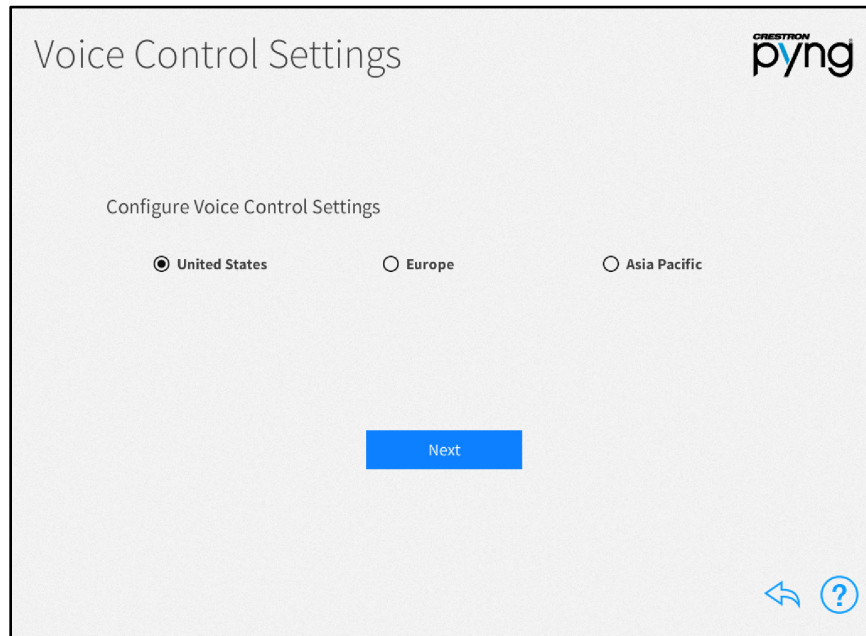 Voice Control Settings
CRESTRON
pyng
Configure Voice Control Settings
United States
Europe
Asia Pacific
Next
?